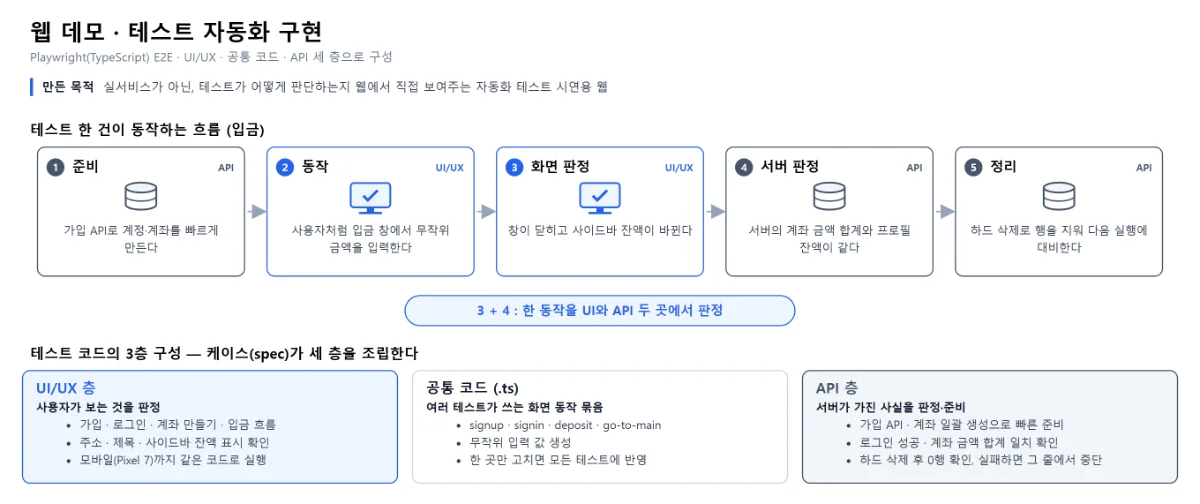 웹 데모 · 테스트 자동화 구현
Playwright(TypeScript) E2E · UI/UX · 공통 코드 · API 세 층으로 구성
만든 목적 실서비스가 아닌, 테스트가 어떻게 판단하는지 웹에서 직접 보여주는 자동화 테스트 시연용 웹
테스트 한 건이 동작하는 흐름 (입금)
1 준비 API
가입 API로 계정·계좌를 빠르게
만든다
2 동작 UI/UX
사용자처럼 입금 창에서 무작위
금액을 입력한다
3 화면 판정 UI/UX
창이 닫히고 사이드바 잔액이 바뀐다
4 서버 판정 API
서버의 계좌 금액 합계와 프로필
잔액이 같다
5 정리 API
하드 삭제로 행을 지워 다음 실행에
대비한다
3 + 4 : 한 동작을 UI와 API 두 곳에서 판정
테스트 코드의 3층 구성 — 케이스(spec)가 세 층을 조립한다
UI/UX 층
사용자가 보는 것을 판정
• 가입 · 로그인 · 계좌 만들기 · 입금 흐름
• 주소 · 제목 · 사이드바 잔액 표시 확인
• 모바일(Pixel 7)까지 같은 코드로 실행
공통 코드 (.ts)
여러 테스트가 쓰는 화면 동작 묶음
• signup · signin · deposit · go-to-main
• 무작위 입력 값 생성
• 한 곳만 고치면 모든 테스트에 반영
API 층
서버가 가진 사실을 판정·준비
• 가입 API · 계좌 일괄 생성으로 빠른 준비
• 로그인 성공 · 계좌 금액 합계 일치 확인
• 하드 삭제 후 0행 확인, 실패하면 그 줄에서 중단